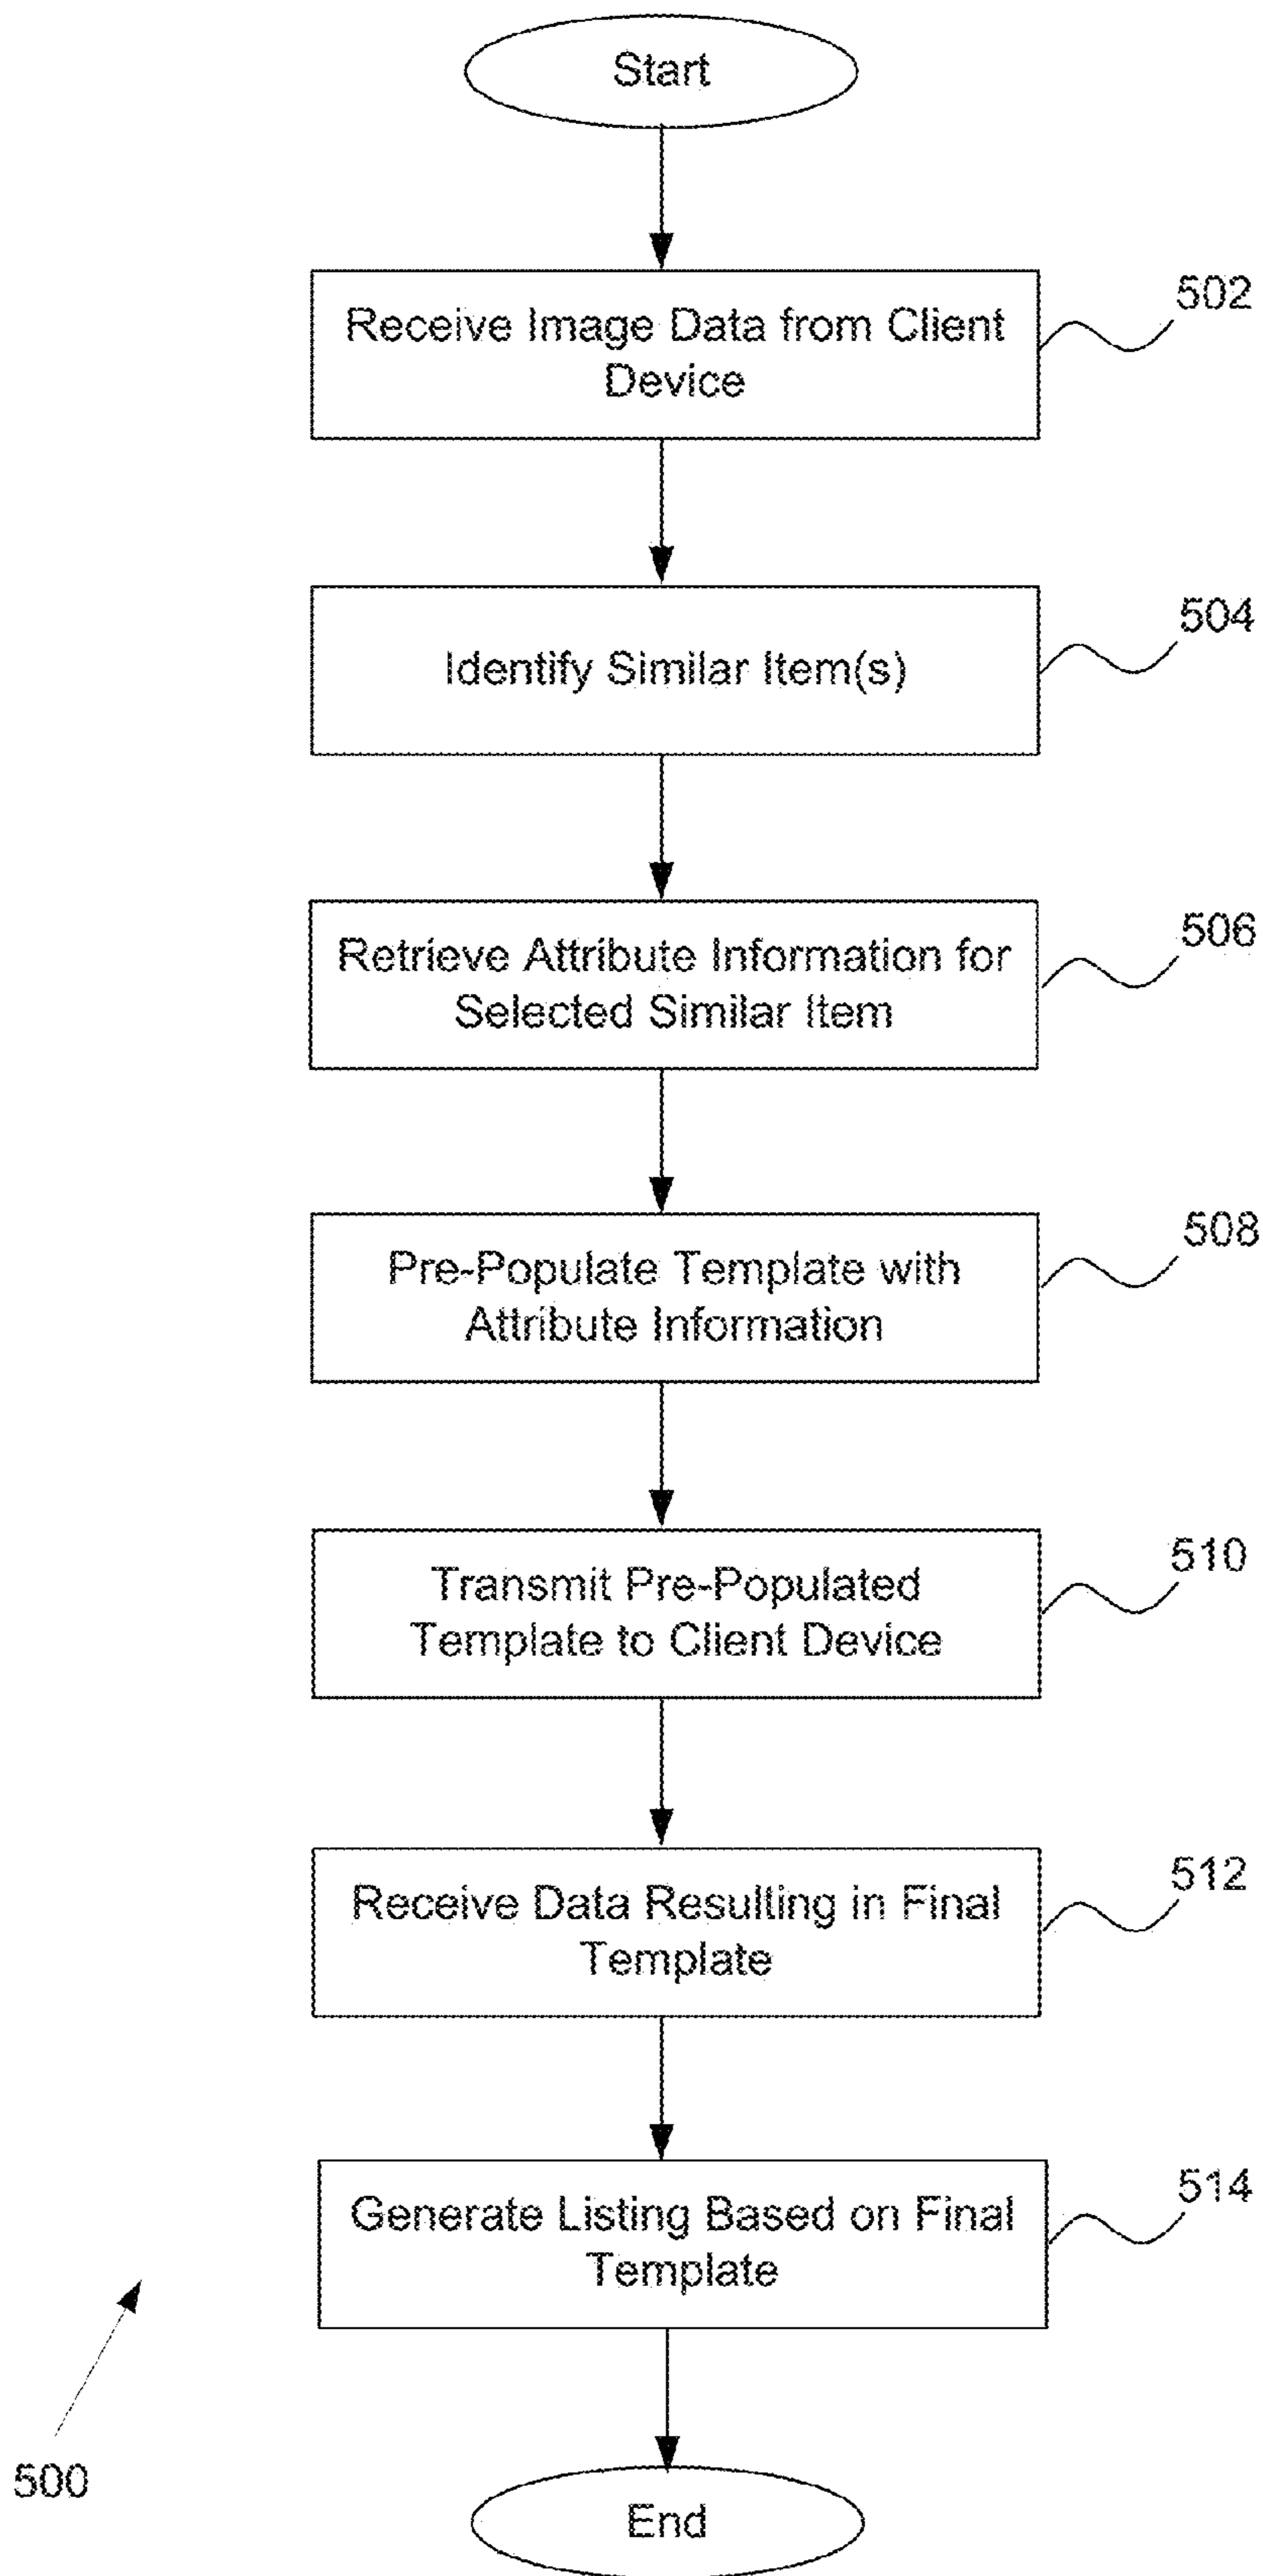 Start
Receive Image Data from Client
Device
502
Identify Similar Item(s)
504
Retrieve Attribute Information for
Selected Similar Item
506
Pre-Populate Template with
Attribute Information
508
Transmit Pre-Populated
Template to Client Device
510
Receive Data Resulting in Final
Template
512
Generate Listing Based on Final
Template
514
500
End